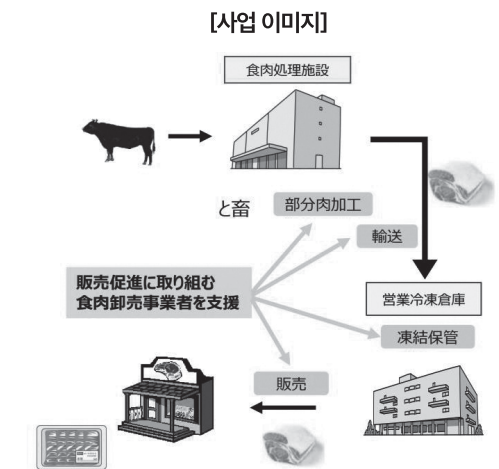 [사업 이미지]
食肉処理施設
と畜
部分肉加工
輸送
販売促進に取り組む
食肉卸売事業者を支援
営業冷凍倉庫
凍結保管
販売